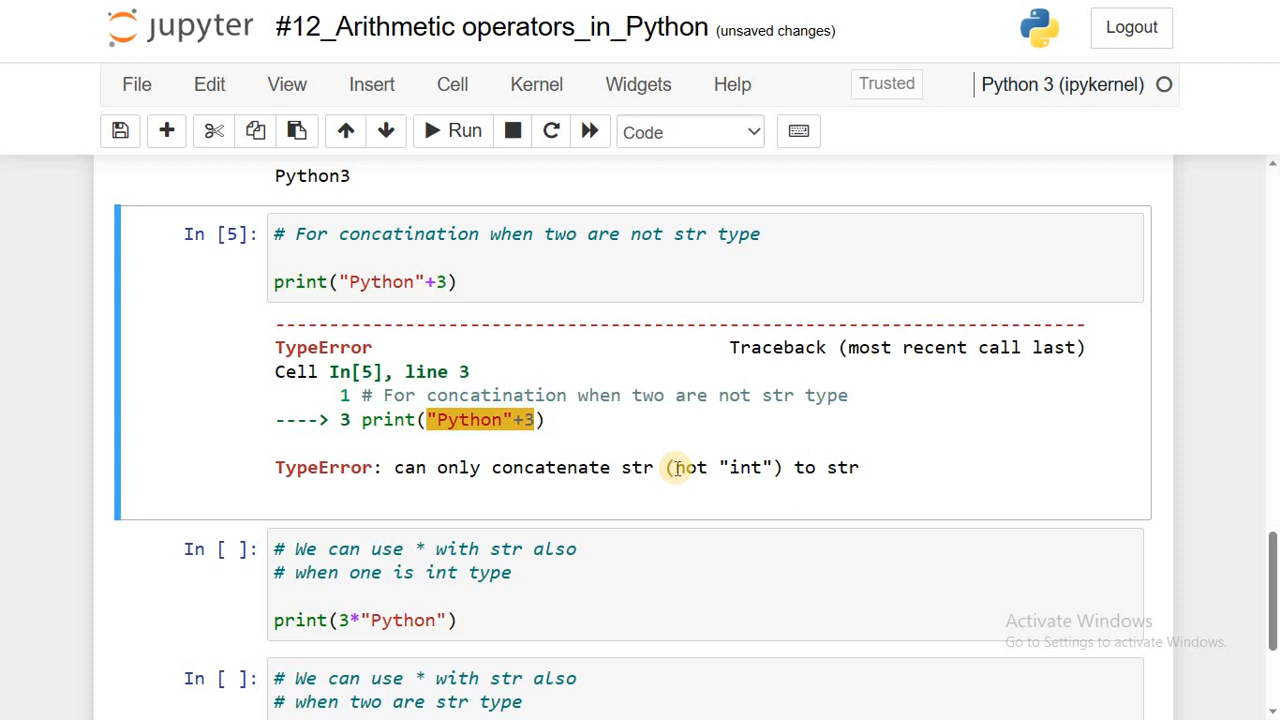 jupyter #12_Arithmetic operators_in_Python (unsaved changes) Logout
File Edit View Insert Cell Kernel Widgets Help Trusted Python 3 (ipykernel)
Run Code
Python3
In [5]: # For concatination when two are not str type
print("Python"+3)
---------------------------------------------------------------------------
TypeError Traceback (most recent call last)
Cell In[5], line 3
1 # For concatination when two are not str type
----> 3 print("Python"+3)
TypeError: can only concatenate str (not "int") to str
In [ ]: # We can use * with str also
# when one is int type
print(3*"Python")
Activate Windows
Go to Settings to activate Windows.
In [ ]: # We can use * with str also
# when two are str type